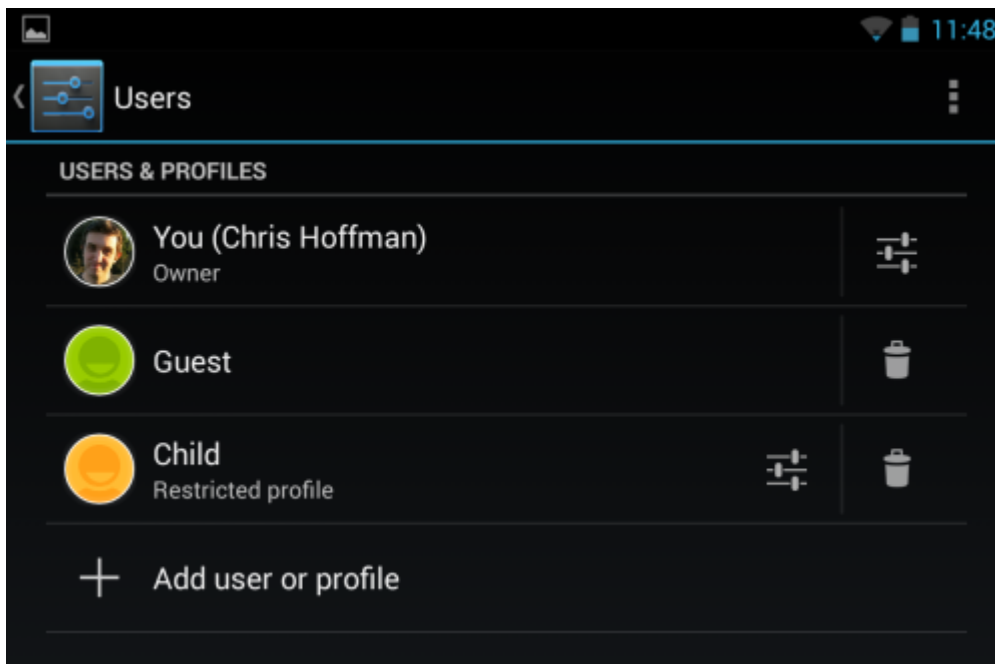 11:48
Users
USERS & PROFILES
You (Chris Hoffman)
Owner
Guest
Child
Restricted profile
Add user or profile